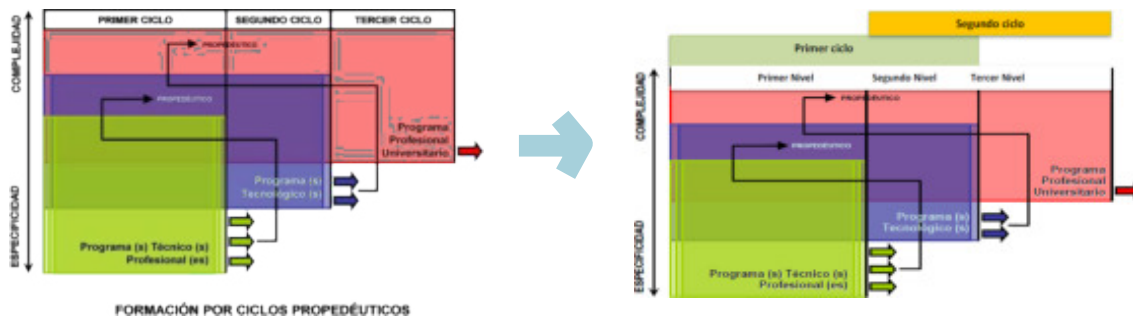 PRIMER CICLO
SEGUNDO CICLO
TERCER CICLO
COMPLEJIDAD
ESPECIFICIDAD
PROPEDÉUTICO
PROPEDÉUTICO
Programa
Profesional
Universitario
Programa (s)
Tecnológico (s)
Programa (s) Técnico (s)
Profesional (es)
FORMACIÓN POR CICLOS PROPEDÉUTICOS
Segundo ciclo
Primer ciclo
Primer Nivel
Segundo Nivel
Tercer Nivel
COMPLEJIDAD
ESPECIFICIDAD
PROPEDÉUTICO
PROPEDÉUTICO
Programa
Profesional
Universitario
Programa (s)
Tecnológico (s)
Programa (s) Técnico (s)
Profesional (es)